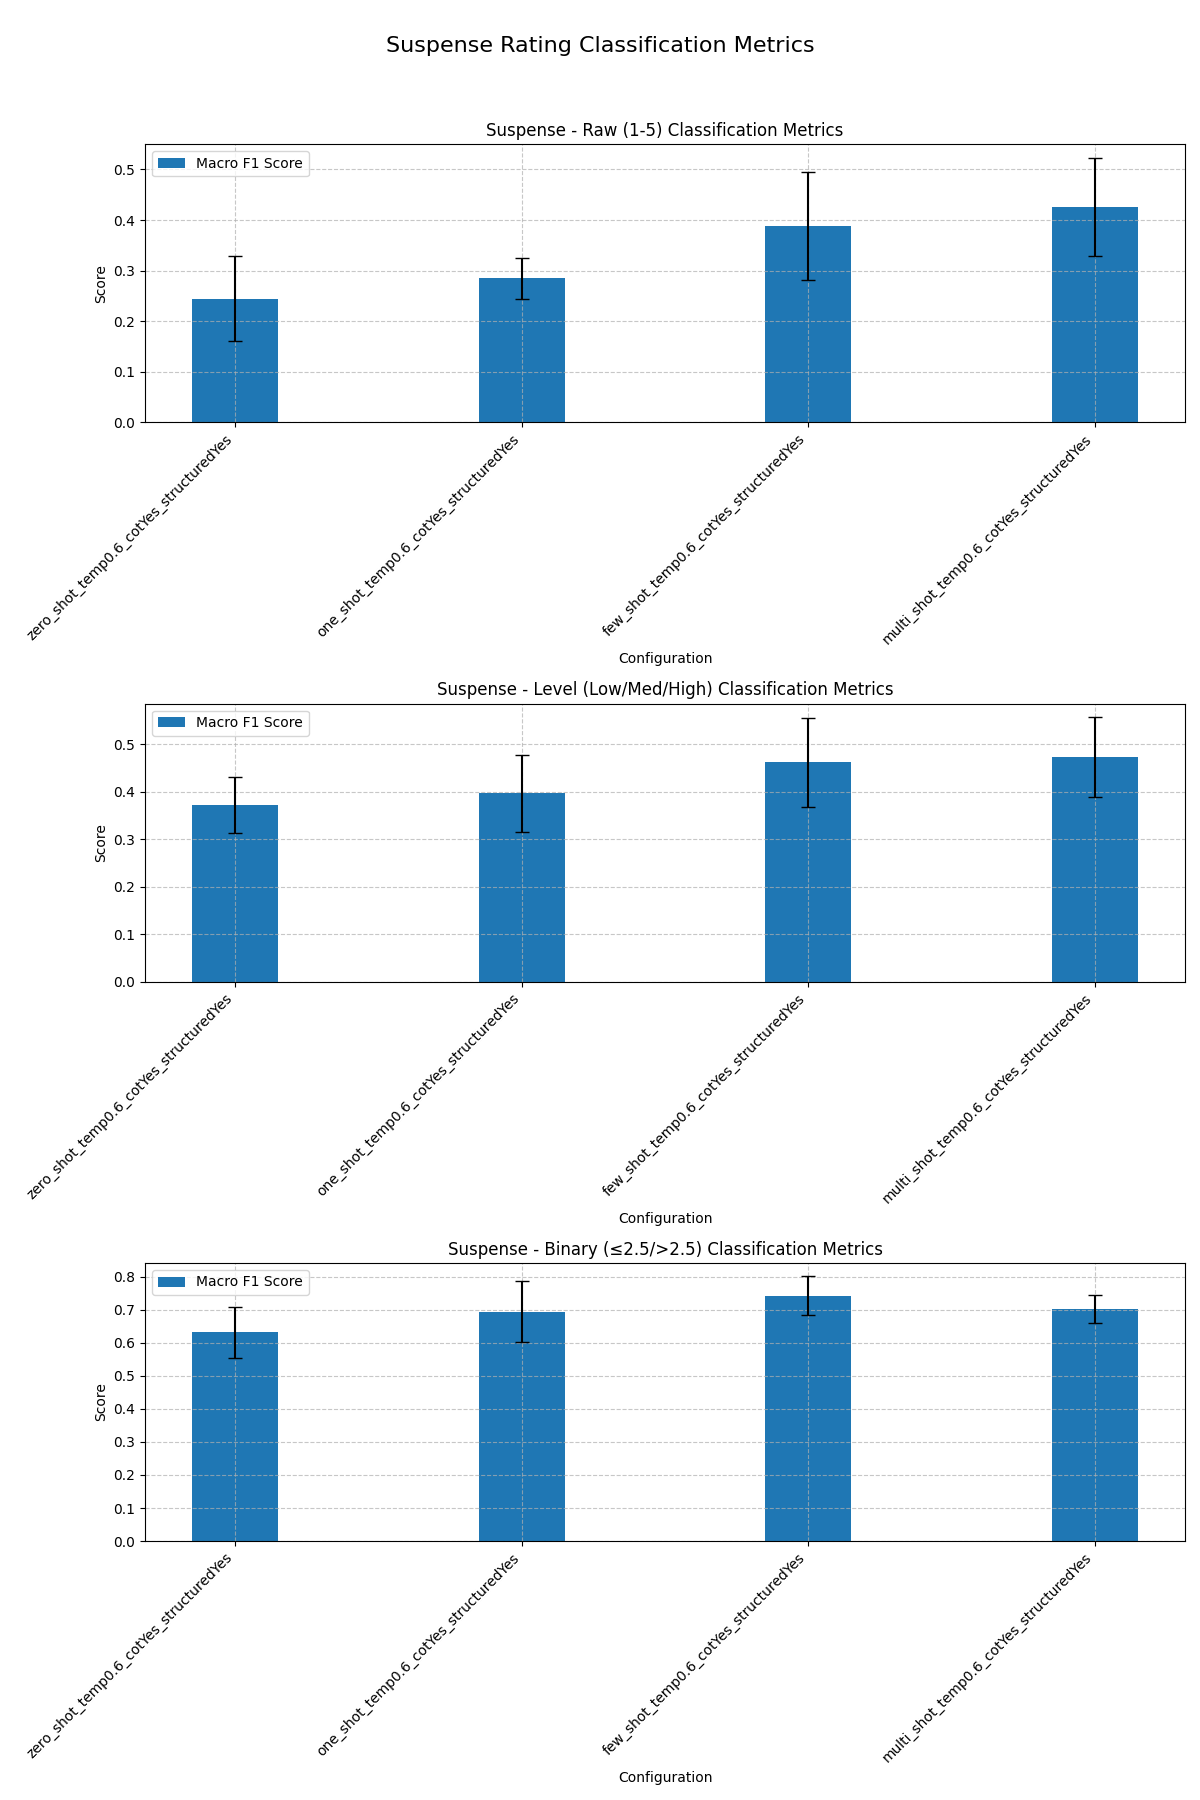 Suspense Rating Classification Metrics
Suspense - Raw (1-5) Classification Metrics
Macro F1 Score
Score
0.5
0.4
0.3
0.2
0.1
0.0
zero_shot_temp0.6_cotYes_structuredYes
one_shot_temp0.6_cotYes_structuredYes
few_shot_temp0.6_cotYes_structuredYes
multi_shot_temp0.6_cotYes_structuredYes
Configuration
Suspense - Level (Low/Med/High) Classification Metrics
Macro F1 Score
Score
0.5
0.4
0.3
0.2
0.1
0.0
zero_shot_temp0.6_cotYes_structuredYes
one_shot_temp0.6_cotYes_structuredYes
few_shot_temp0.6_cotYes_structuredYes
multi_shot_temp0.6_cotYes_structuredYes
Configuration
Suspense - Binary (≤2.5/>2.5) Classification Metrics
Macro F1 Score
Score
0.8
0.7
0.6
0.5
0.4
0.3
0.2
0.1
0.0
zero_shot_temp0.6_cotYes_structuredYes
one_shot_temp0.6_cotYes_structuredYes
few_shot_temp0.6_cotYes_structuredYes
multi_shot_temp0.6_cotYes_structuredYes
Configuration